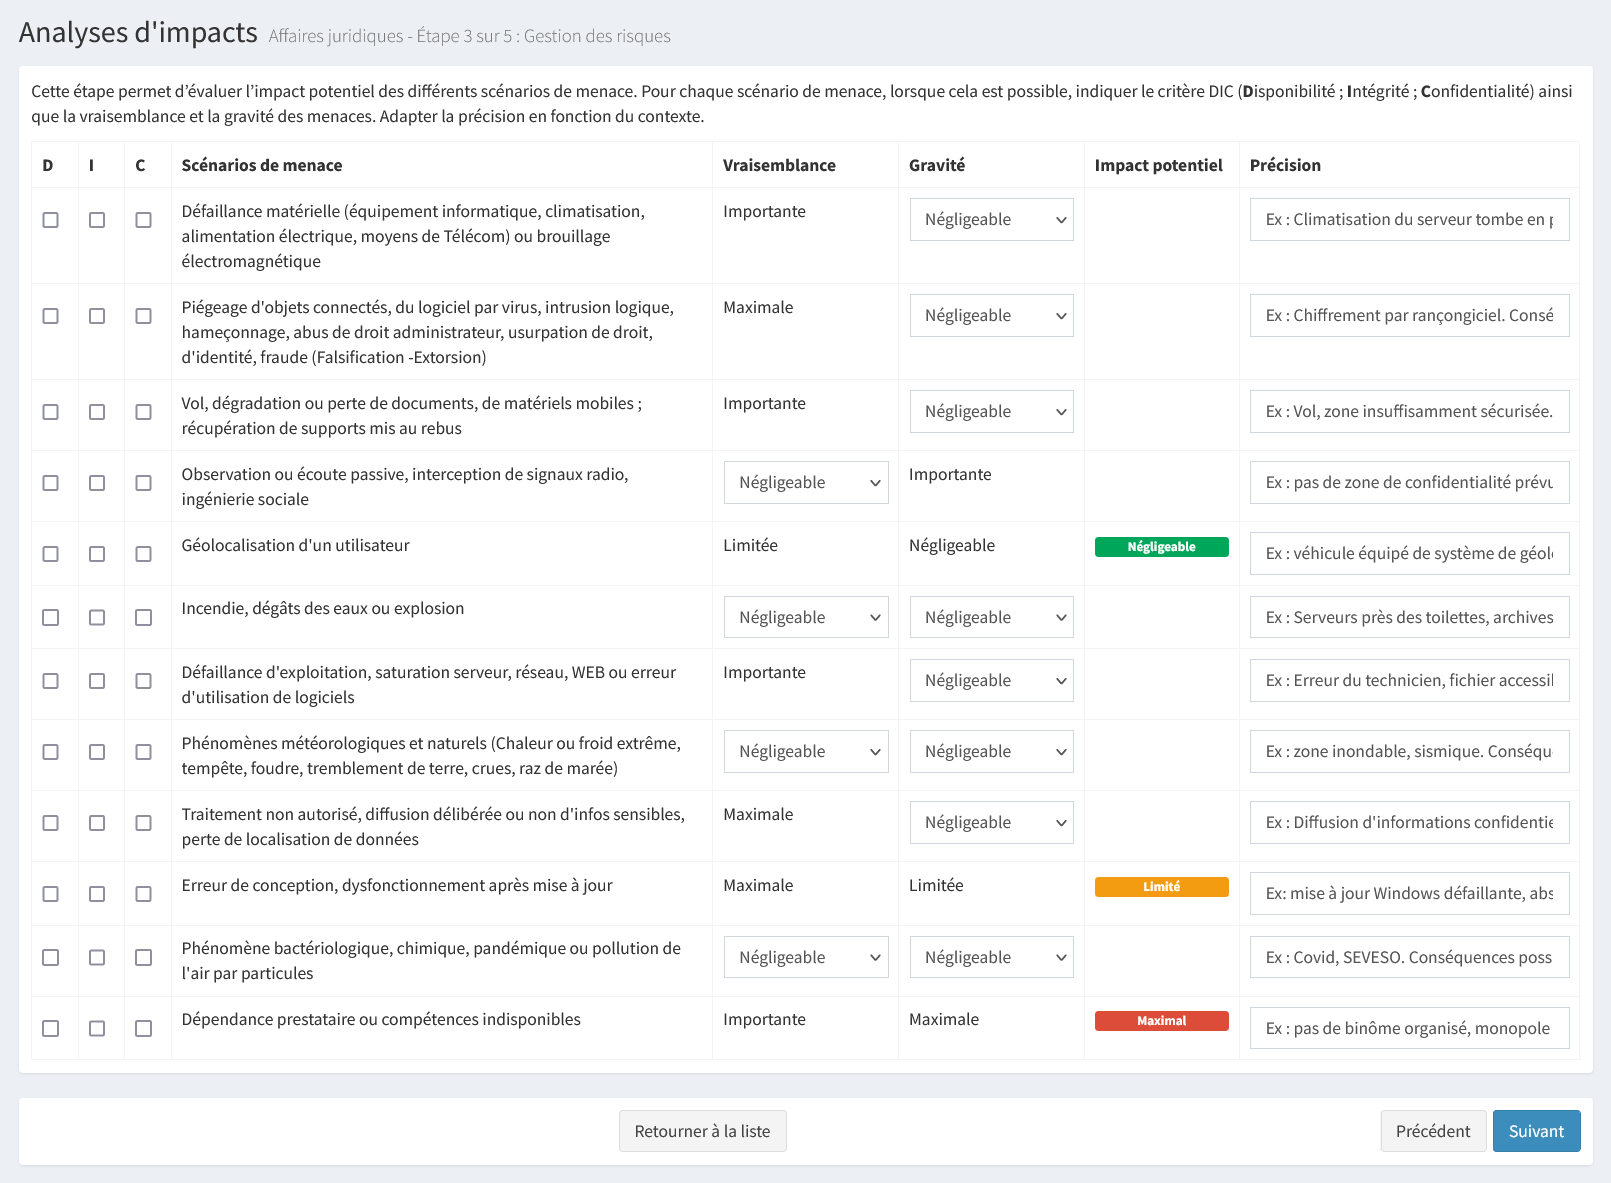 Analyses d'impacts Affaires juridiques - Étape 3 sur 5 : Gestion des risques
Cette étape permet d’évaluer l’impact potentiel des différents scénarios de menace. Pour chaque scénario de menace, lorsque cela est possible, indiquer le critère DIC (Disponibilité ; Intégrité ; Confidentialité) ainsi
que la vraisemblance et la gravité des menaces. Adapter la précision en fonction du contexte.
D I C Scénarios de menace Vraisemblance Gravité Impact potentiel Précision
Défaillance matérielle (équipement informatique, climatisation,
alimentation électrique, moyens de Télécom) ou brouillage
électromagnétique
Importante
Négligeable
Ex : Climatisation du serveur tombe en p
Piégeage d'objets connectés, du logiciel par virus, intrusion logique,
hameçonnage, abus de droit administrateur, usurpation de droit,
d'identité, fraude (Falsification -Extorsion)
Maximale
Négligeable
Ex : Chiffrement par rançongiciel. Consé
Vol, dégradation ou perte de documents, de matériels mobiles ;
récupération de supports mis au rebus
Importante
Négligeable
Ex : Vol, zone insuffisamment sécurisée.
Observation ou écoute passive, interception de signaux radio,
ingénierie sociale
Négligeable
Importante
Ex : pas de zone de confidentialité prévu
Géolocalisation d'un utilisateur
Limitée
Négligeable
Négligeable
Ex : véhicule équipé de système de géolo
Incendie, dégâts des eaux ou explosion
Négligeable
Négligeable
Ex : Serveurs près des toilettes, archives
Défaillance d'exploitation, saturation serveur, réseau, WEB ou erreur
d'utilisation de logiciels
Importante
Négligeable
Ex : Erreur du technicien, fichier accessil
Phénomènes météorologiques et naturels (Chaleur ou froid extrême,
tempête, foudre, tremblement de terre, crues, raz de marée)
Négligeable
Négligeable
Ex : zone inondable, sismique. Conséqu
Traitement non autorisé, diffusion délibérée ou non d'infos sensibles,
perte de localisation de données
Maximale
Négligeable
Ex : Diffusion d'informations confidentie
Erreur de conception, dysfonctionnement après mise à jour
Maximale
Limitée
Limité
Ex: mise à jour Windows défaillante, abs
Phénomène bactériologique, chimique, pandémique ou pollution de
l'air par particules
Négligeable
Négligeable
Ex : Covid, SEVESO. Conséquences poss
Dépendance prestataire ou compétences indisponibles
Importante
Maximale
Maximal
Ex : pas de binôme organisé, monopole
Retourner à la liste
Précédent
Suivant